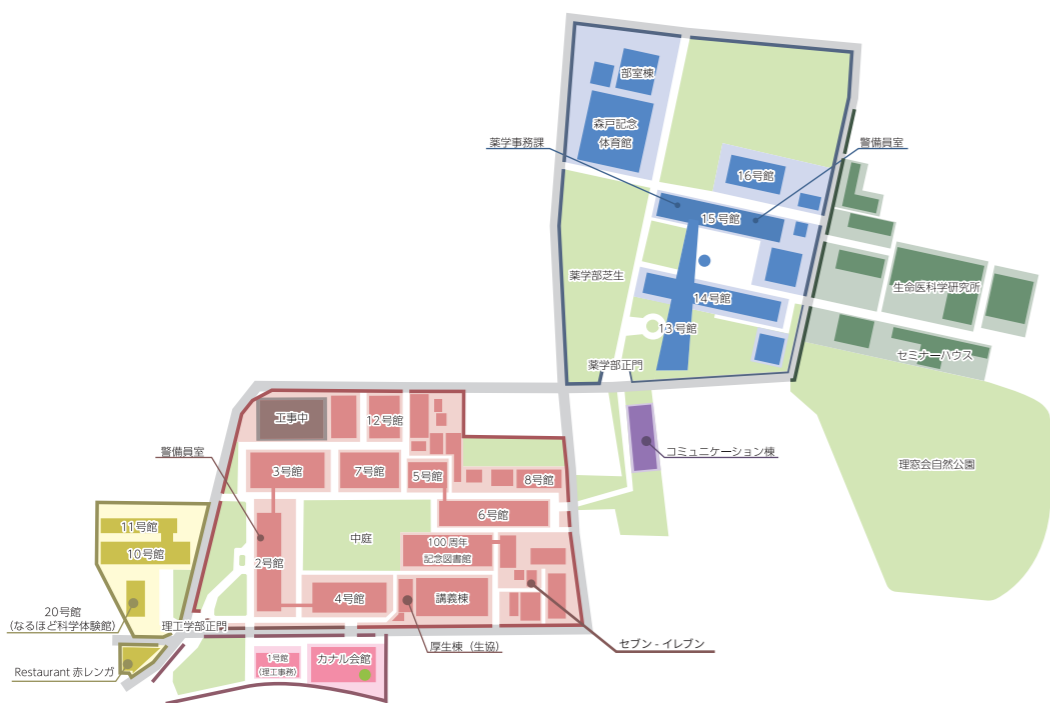 部室棟
森戸記念
体育館
薬学事務課
警備員室
16号館
15号館
薬学部芝生
14号館
生命医科学研究所
13号館
セミナーハウス
薬学部正門
工事中
12号館
警備員室
コミュニケーション棟
3号館
7号館
5号館
8号館
理窓会自然公園
6号館
11号館
10号館
中庭
100周年
記念図書館
2号館
4号館
講義棟
20号館
(なるほど科学体験館)
理工学部正門
厚生棟（生協）
セブン‐イレブン
1号館
(理工事務)
カナル会館
Restaurant 赤レンガ